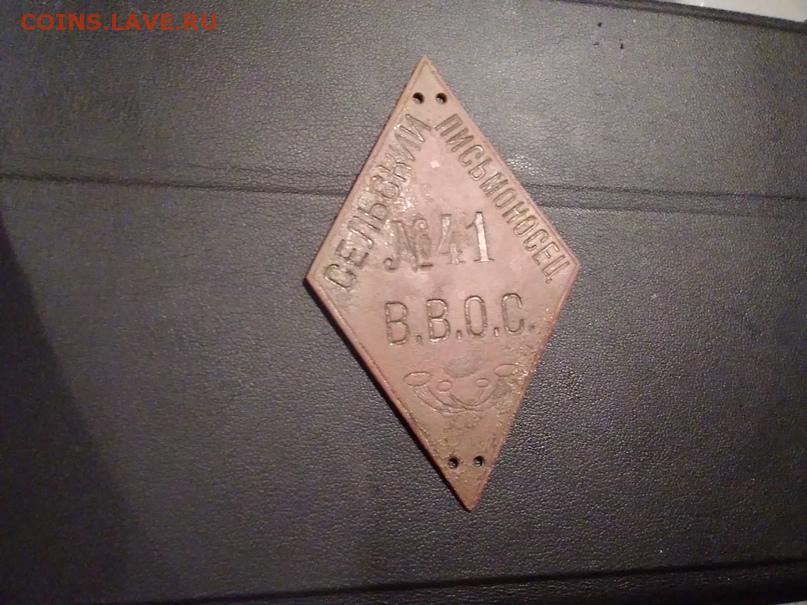 COINS.LAVE.RU
СЕЛЬСКИЙ
ПИСЬМОНОСЕЦ
№41
В.В.О.С.